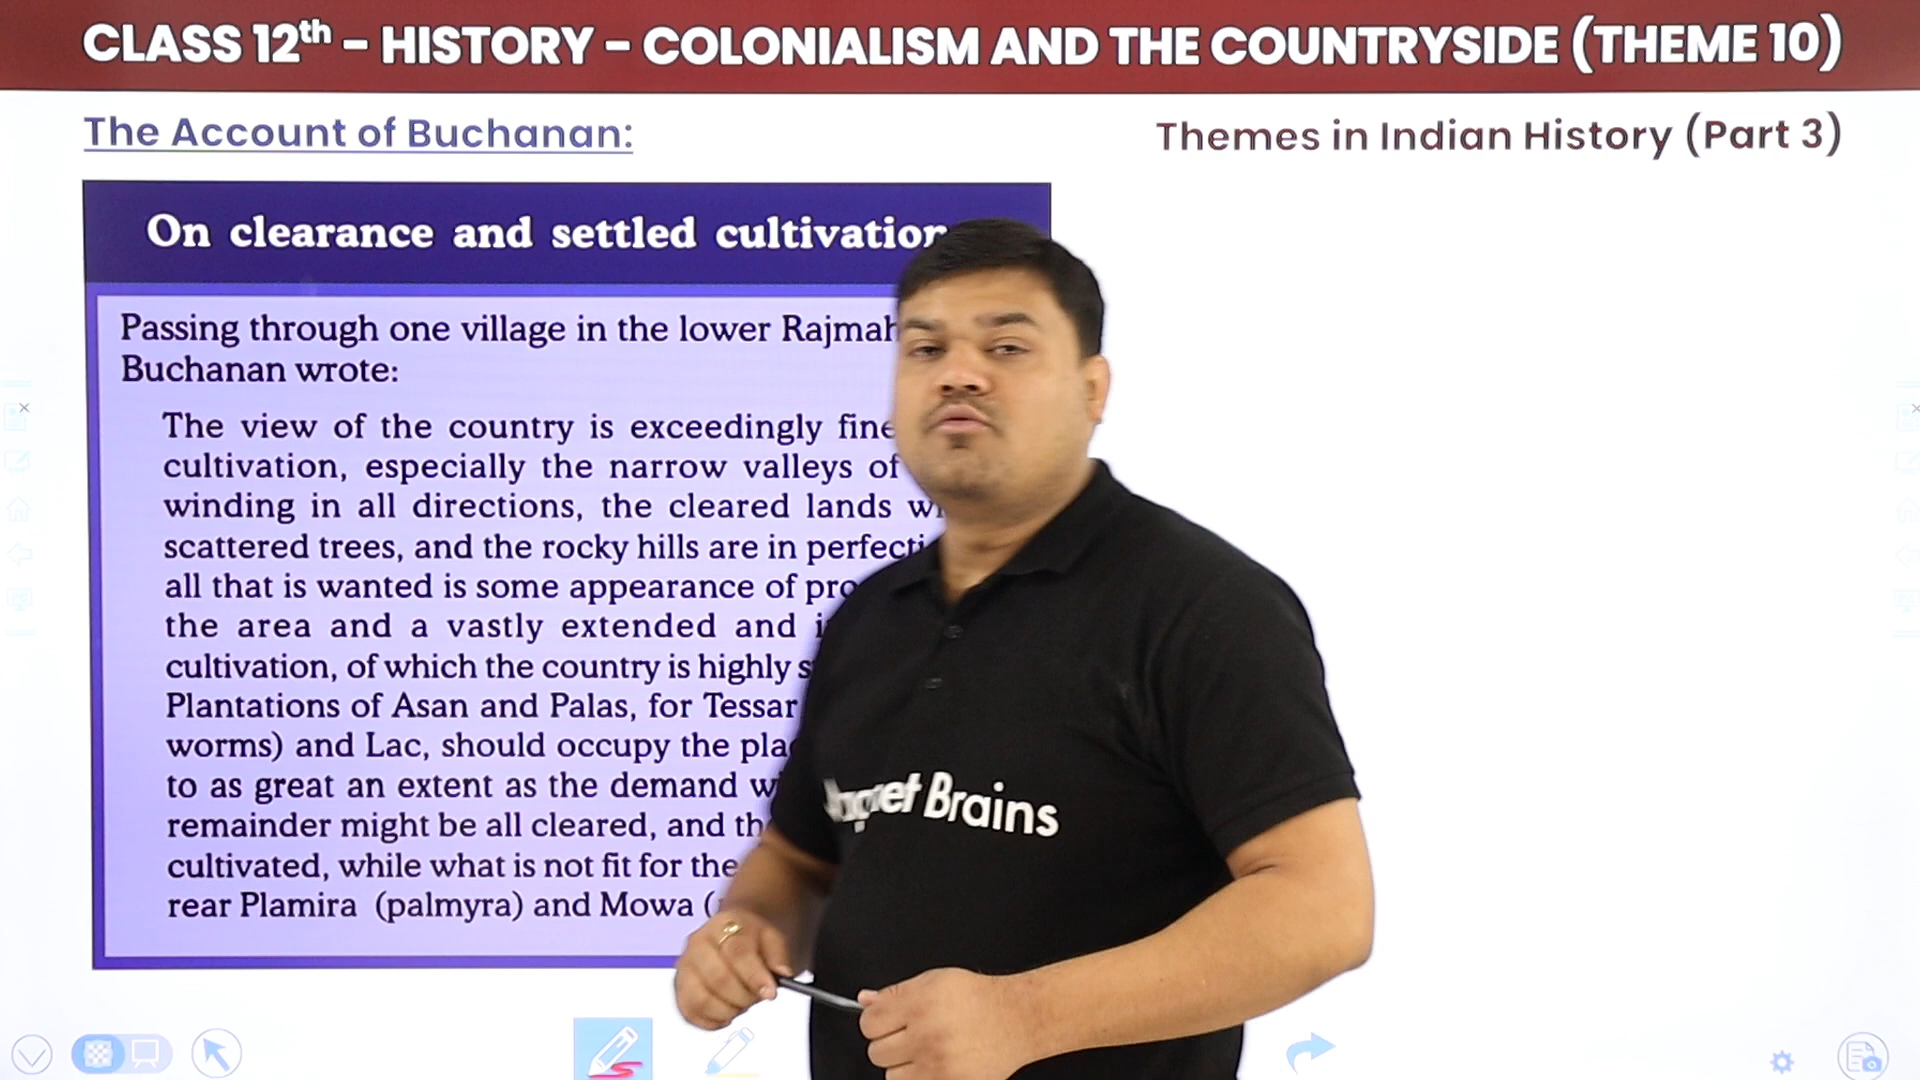 CLASS 12th - HISTORY - COLONIALISM AND THE COUNTRYSIDE (THEME 10)
The Account of Buchanan:
Themes in Indian History (Part 3)
On clearance and settled
Passing through one village in the lower
Buchanan wrote:
The view of the country is exceedingly fine
cultivation, especially the narrow valleys of
winding in all directions, the cleared lands
scattered trees, and the rocky hills are in
all that is wanted is some appearance of
the area and a vastly extended and
cultivation, of which the country is highly
Plantations of Asan and Palas, for Tessar
worms) and Lac, should occupy the
to as great an extent as the demand
remainder might be all cleared, and
cultivated, while what is not fit for the
rear Plamira (palmyra) and Mowa
Brains